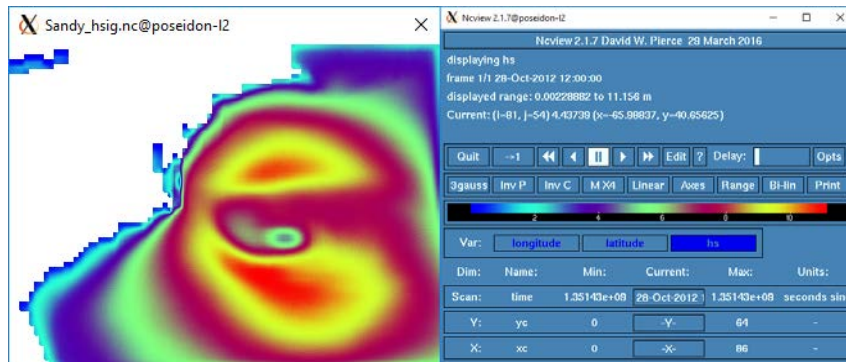 Sandy_hsig.nc@poseidon-l2
Ncview 2.1.7@poseidon-l2
Ncview 2.1.7 David W. Pierce 29 March 2016
displaying hs
frame 1/1 28-Oct-2012 12:00:00
displayed range: 0.00228882 to 11.156 m
Current: (i=81, j=54) 4.43739 (x=-65.98837, y=40.65625)
Quit →1 Edit ? Delay: Opts
3gauss Inv P Inv C M X4 Linear Axes Range Bi-lin Print
2 4 6 8 10
Var: longitude latitude hs
Dim: Name: Min: Current: Max: Units:
Scan: time 1.35143e+08 28-Oct-2012 1.35143e+08 seconds sin
Y: yc 0 -Y- 64 -
X: xc 0 -X- 86 -